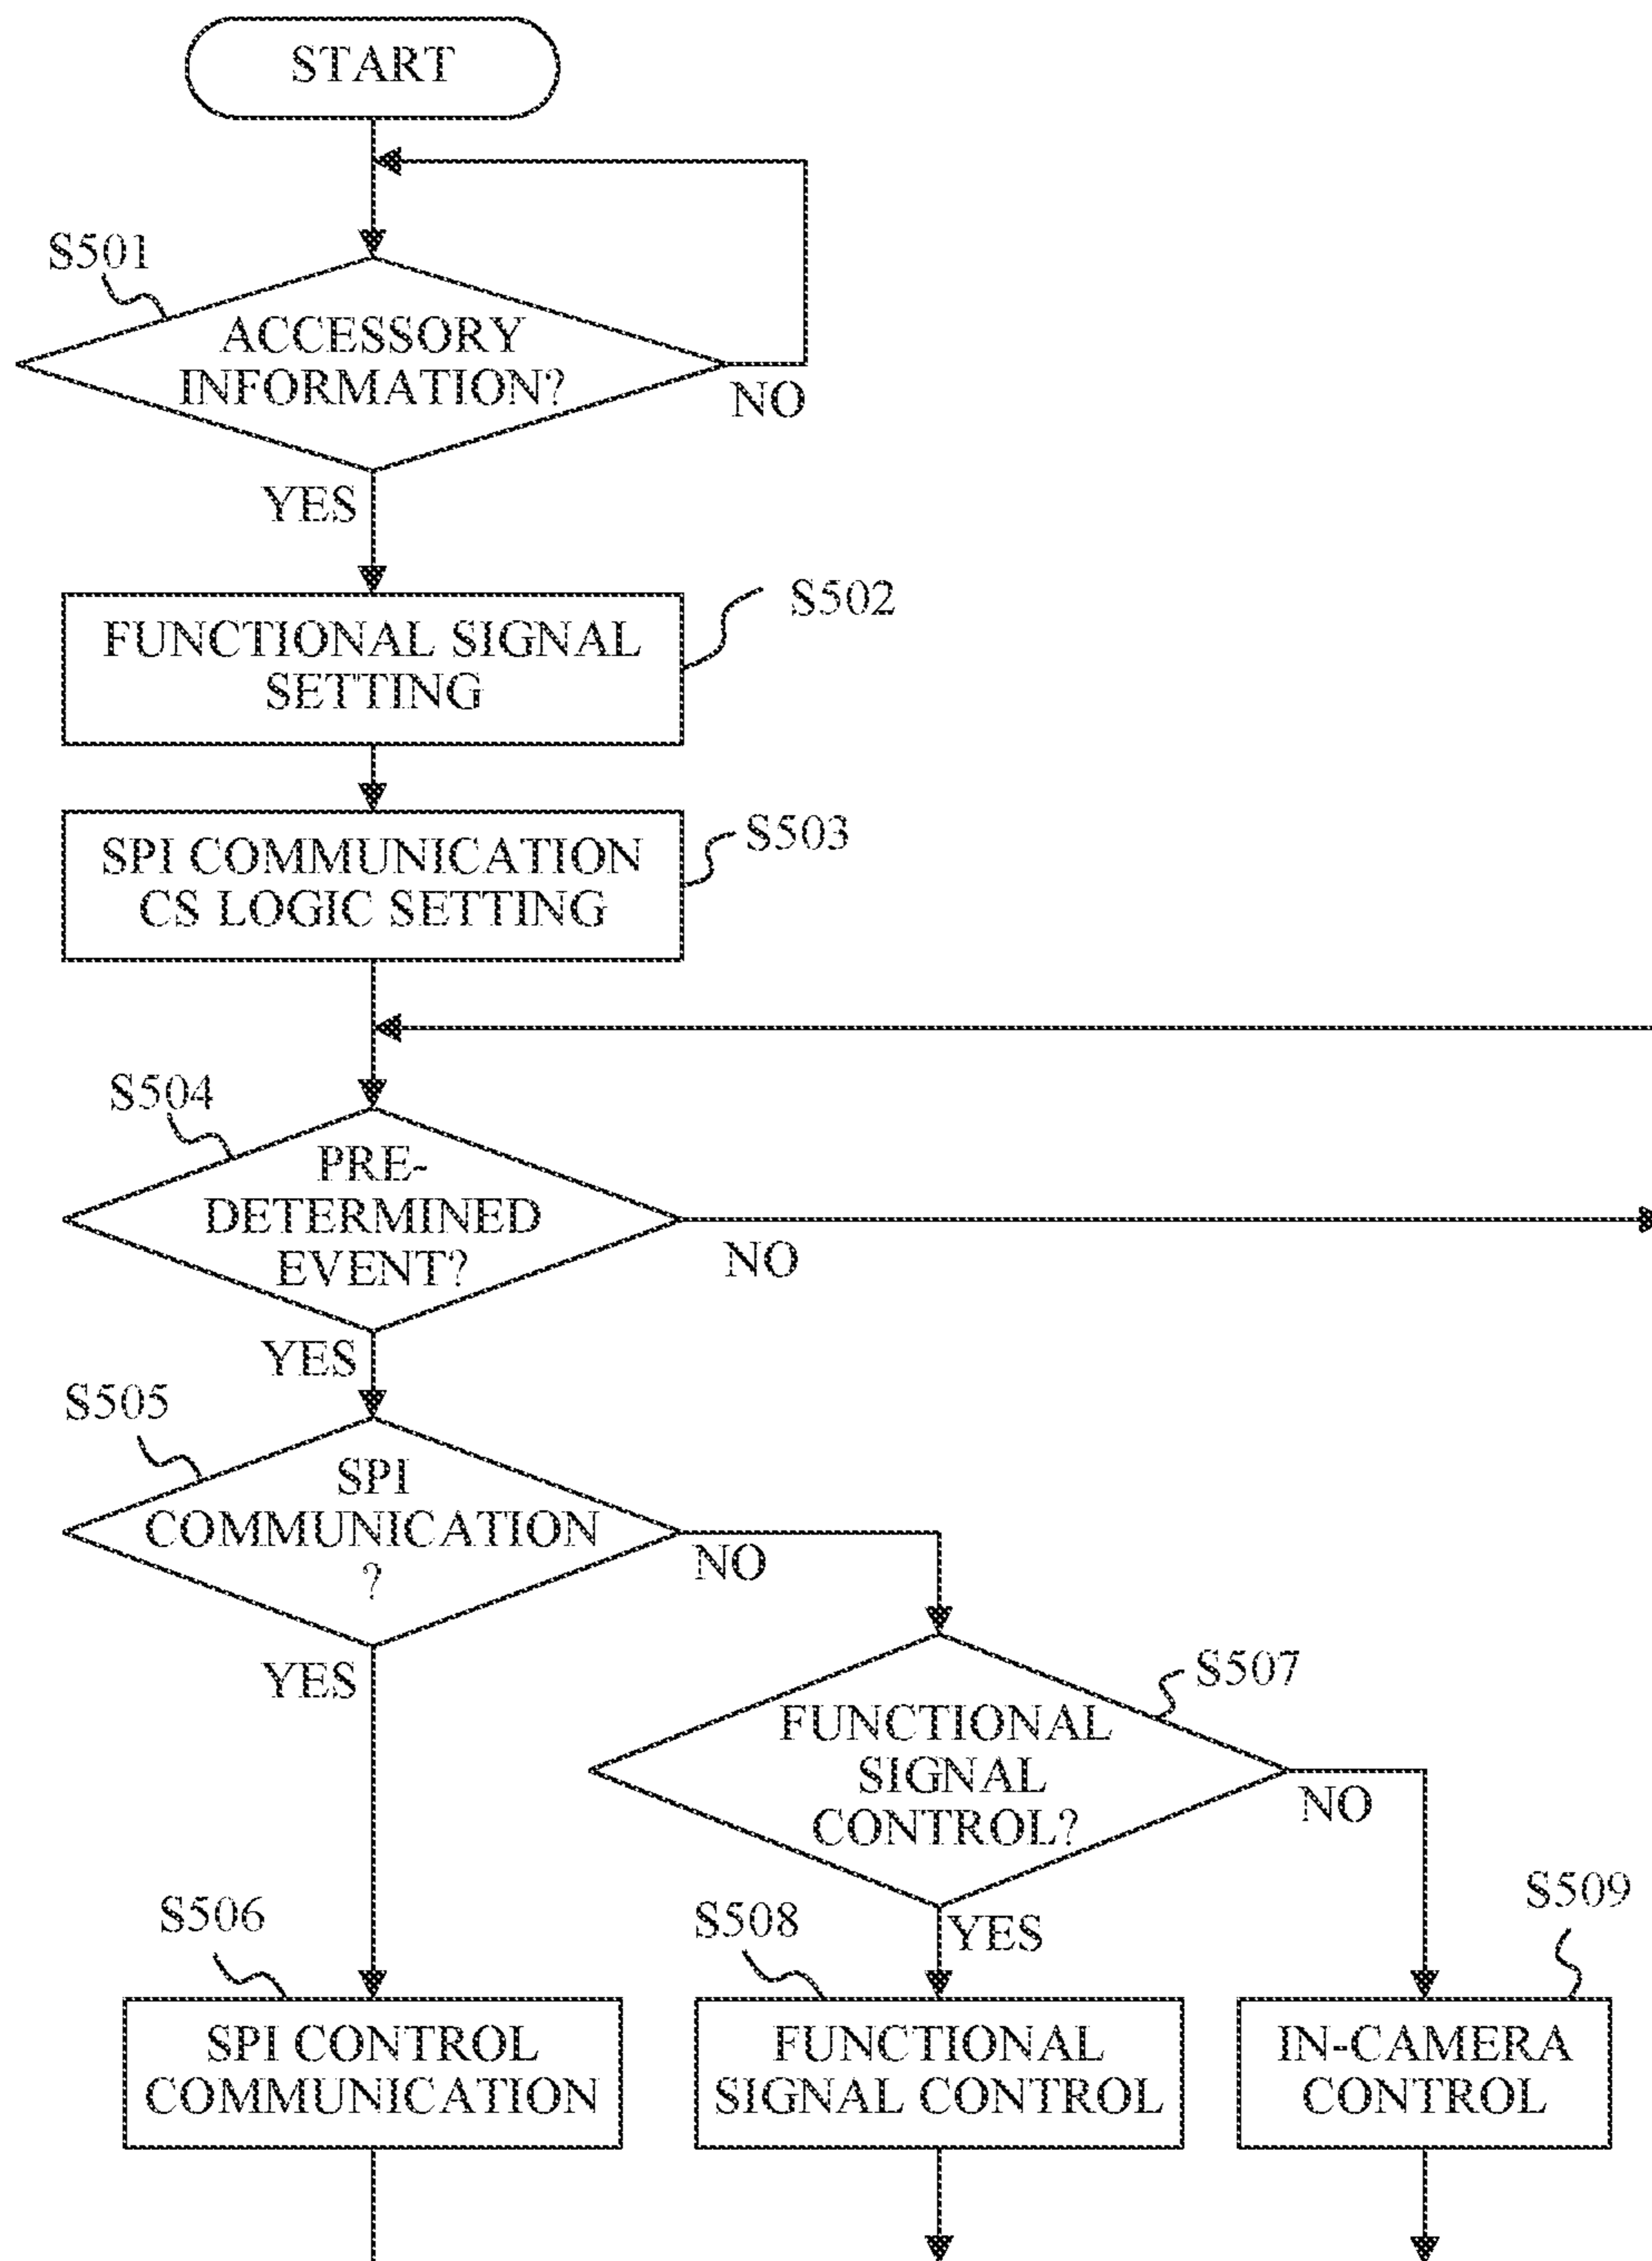 START
S501
ACCESSORY
INFORMATION?
NO
YES
S502
FUNCTIONAL SIGNAL
SETTING
S503
SPI COMMUNICATION
CS LOGIC SETTING
S504
PRE-
DETERMINED
EVENT?
NO
YES
S505
SPI
COMMUNICATION
?
NO
YES
S507
FUNCTIONAL
SIGNAL
CONTROL?
NO
YES
S506
SPI CONTROL
COMMUNICATION
S508
FUNCTIONAL
SIGNAL CONTROL
S509
IN-CAMERA
CONTROL